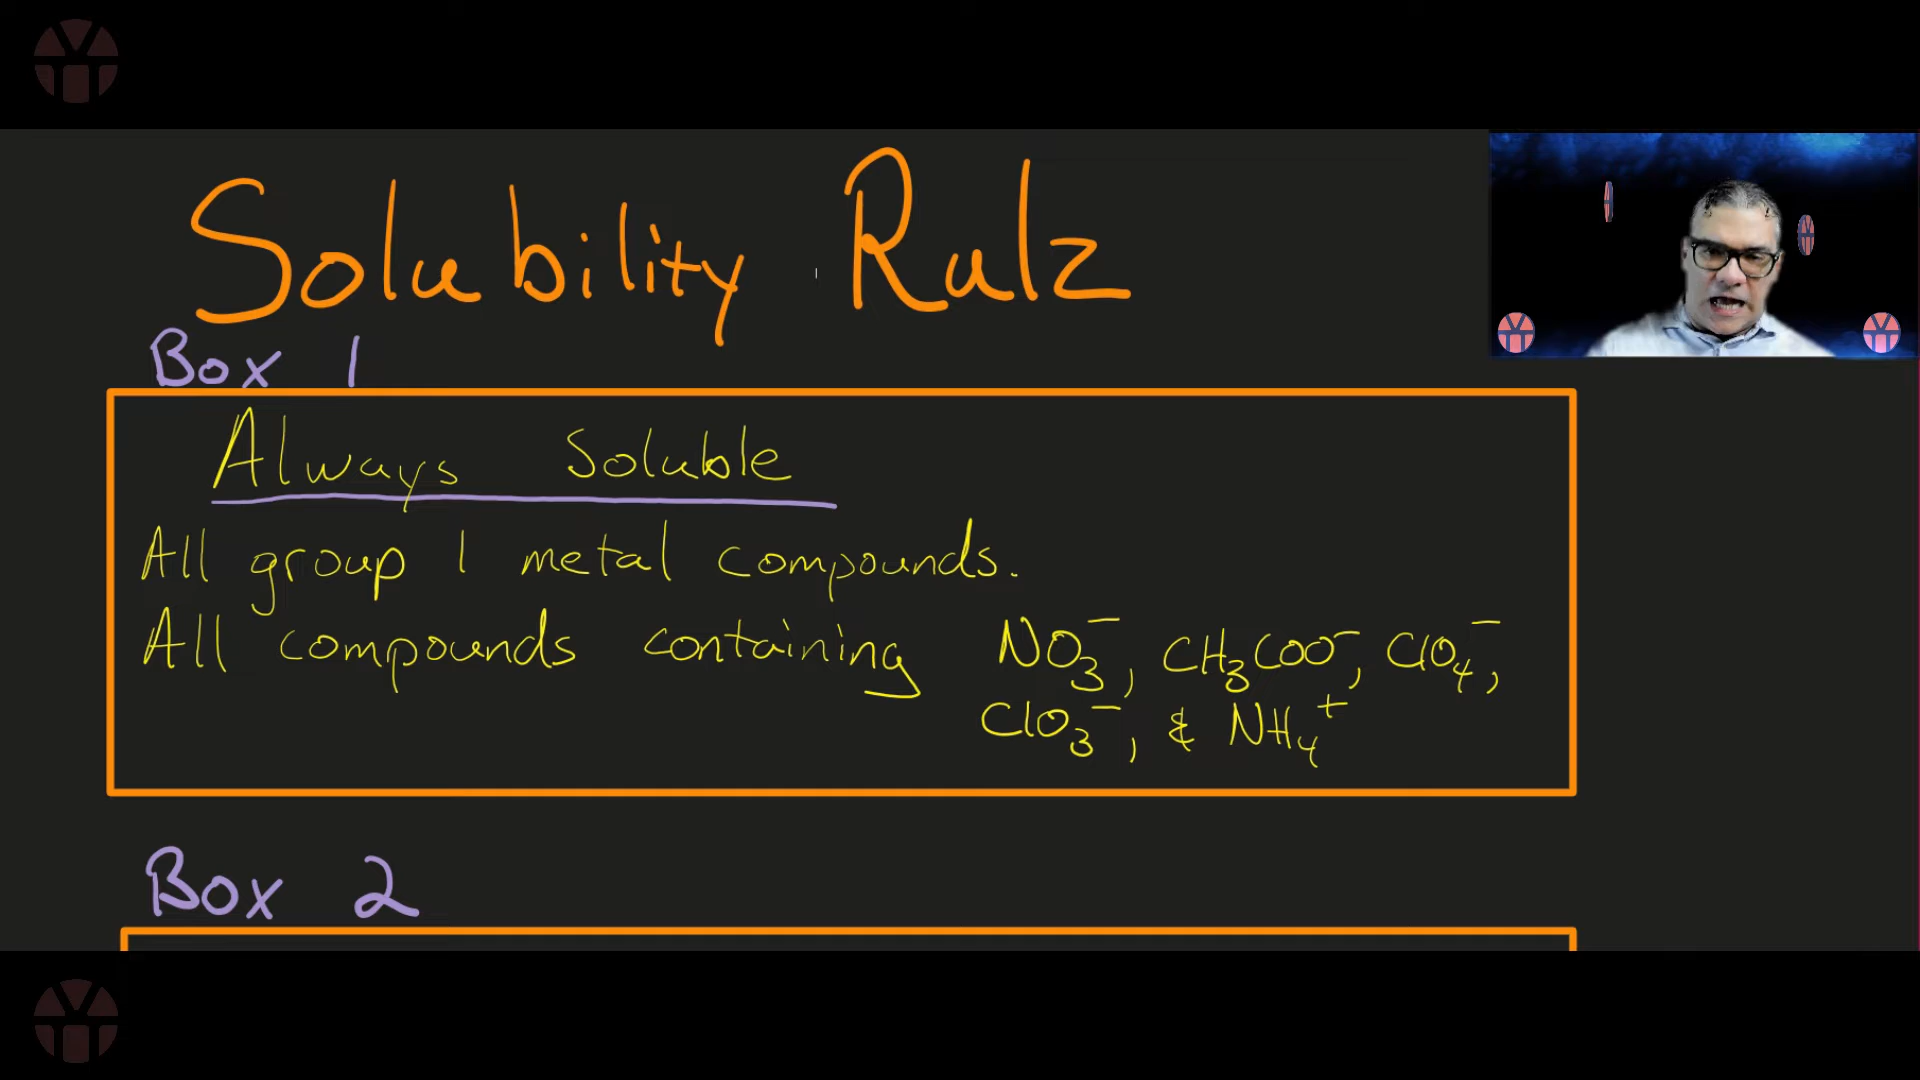 Solubility Rulz
Box 1
Always Soluble
All group 1 metal compounds.
All compounds containing NO₃⁻, CH₃COO⁻, ClO₄⁻,
ClO₃⁻, & NH₄⁺
Box 2